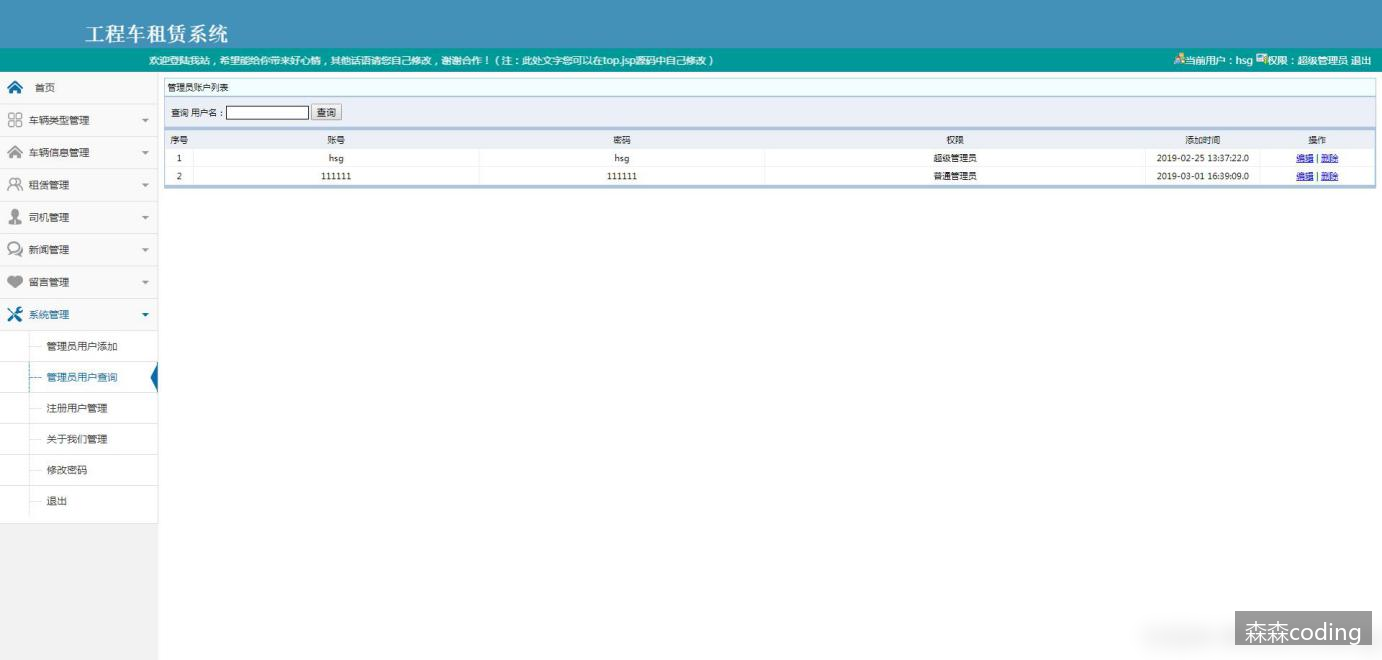 工程车租赁系统
欢迎登陆我站，希望能给你带来好心情，其他话语请您自己修改，谢谢合作！（注：此处文字您可以在top.jsp源码中自己修改） 当前用户：hsg 权限：超级管理员 退出
首页
车辆类型管理
车辆信息管理
租赁管理
司机管理
新闻管理
留言管理
系统管理
管理员用户添加
管理员用户查询
注册用户管理
关于我们管理
修改密码
退出
管理员账户列表
查询 用户名： 查询
序号 账号 密码 权限 添加时间 操作
1 hsg hsg 超级管理员 2019-02-25 13:37:22.0 编辑 | 删除
2 111111 111111 普通管理员 2019-03-01 16:39:09.0 编辑 | 删除
森森coding